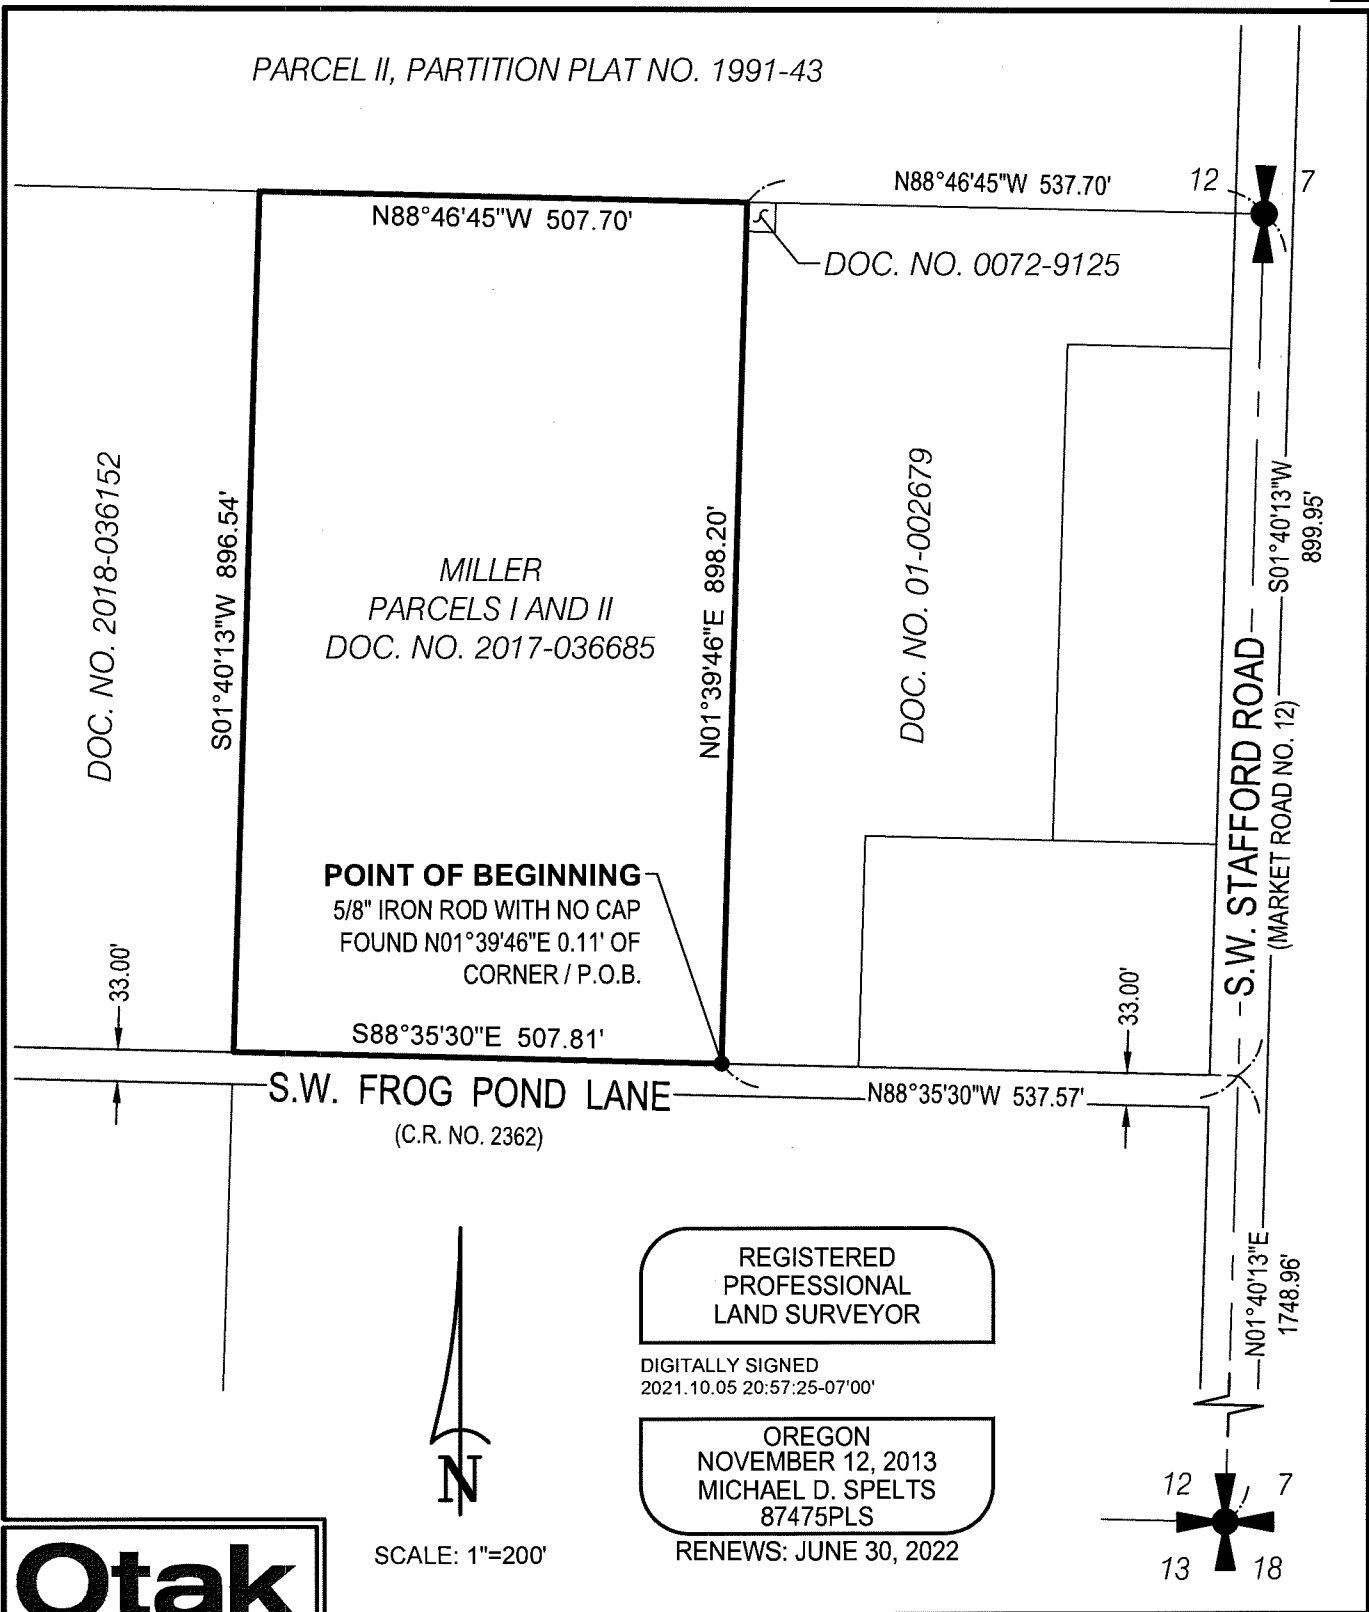 PARCEL II, PARTITION PLAT NO. 1991-43
N88°46'45"W 537.70'
12
7
N88°46'45"W 507.70'
DOC. NO. 0072-9125
DOC. NO. 2018-036152
S01°40'13"W 896.54'
MILLER
PARCELS I AND II
DOC. NO. 2017-036685
N01°39'46"E 898.20'
DOC. NO. 01-002679
S.W. STAFFORD ROAD
(MARKET ROAD NO. 12)
S01°40'13"W
899.95'
POINT OF BEGINNING
5/8" IRON ROD WITH NO CAP
FOUND N01°39'46"E 0.11' OF
CORNER / P.O.B.
33.00'
33.00'
S88°35'30"E 507.81'
S.W. FROG POND LANE
(C.R. NO. 2362)
N88°35'30"W 537.57'
N01°40'13"E
1748.96'
REGISTERED
PROFESSIONAL
LAND SURVEYOR
DIGITALLY SIGNED
2021.10.05 20:57:25-07'00'
OREGON
NOVEMBER 12, 2013
MICHAEL D. SPELTS
87475PLS
RENEWS: JUNE 30, 2022
N
SCALE: 1"=200'
12
7
13
18
Otak